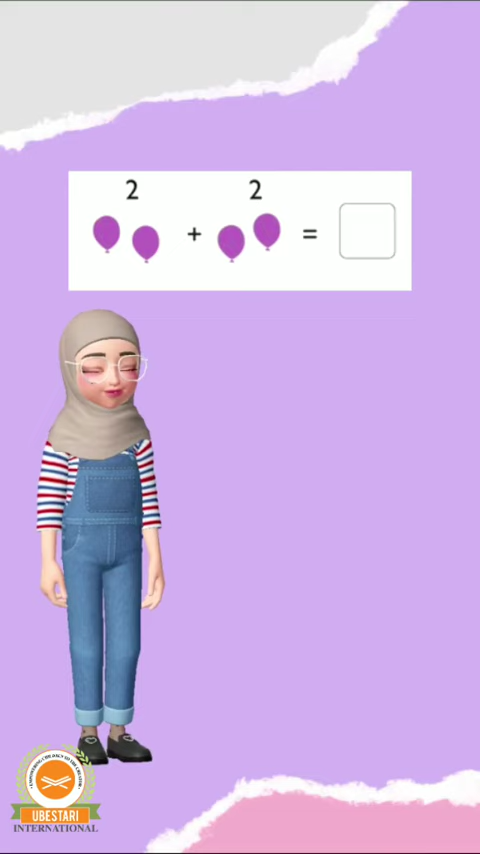 2 2
+ =
UBESTARI
INTERNATIONAL